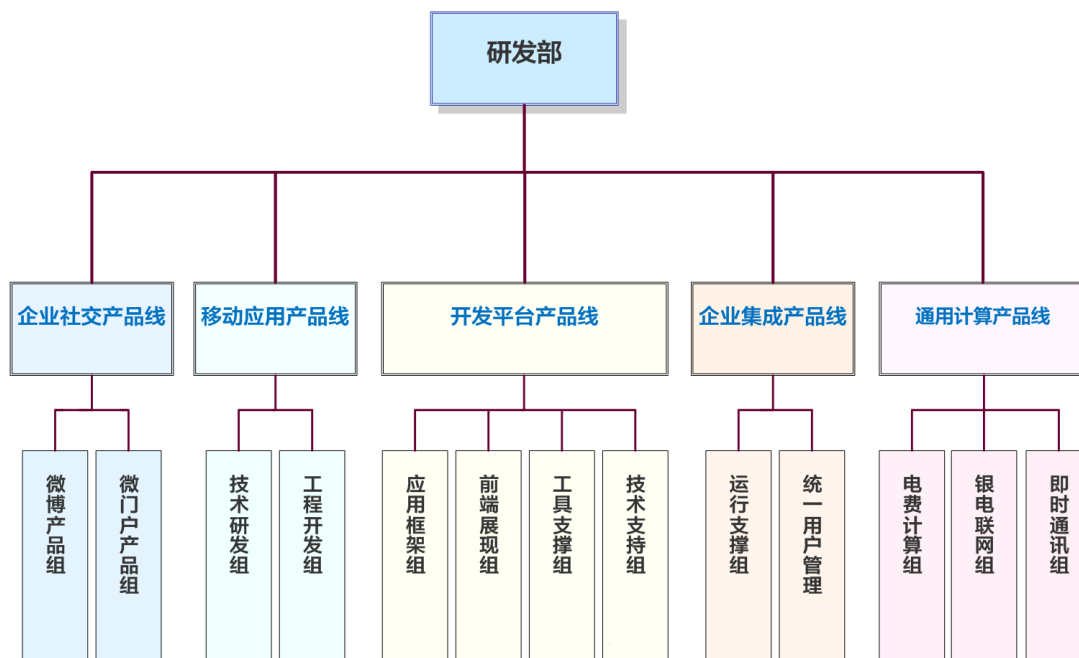 研发部
企业社交产品线
移动应用产品线
开发平台产品线
企业集成产品线
通用计算产品线
微博产品组
微门户产品组
技术研发组
工程开发组
应用框架组
前端展现组
工具支撑组
技术支持组
运行支撑组
统一用户管理
电费计算组
银电联网组
即时通讯组